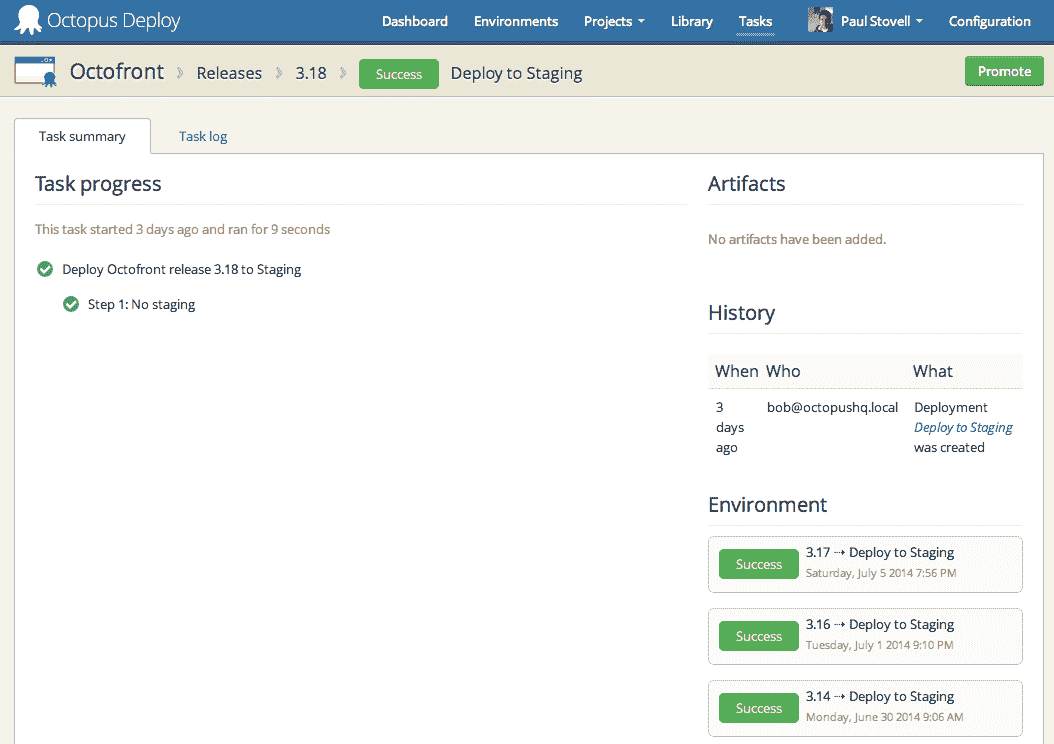 Octopus Deploy
Dashboard Environments Projects Library Tasks Paul Stovell Configuration
Octofront Releases 3.18 Success Deploy to Staging Promote
Task summary Task log
Task progress
This task started 3 days ago and ran for 9 seconds
Deploy Octofront release 3.18 to Staging
Step 1: No staging
Artifacts
No artifacts have been added.
History
When Who What
3 bob@octopushq.local Deployment
days Deploy to Staging
ago was created
Environment
Success 3.17 ⇢ Deploy to Staging
Saturday, July 5 2014 7:56 PM
Success 3.16 ⇢ Deploy to Staging
Tuesday, July 1 2014 9:10 PM
Success 3.14 ⇢ Deploy to Staging
Monday, June 30 2014 9:06 AM